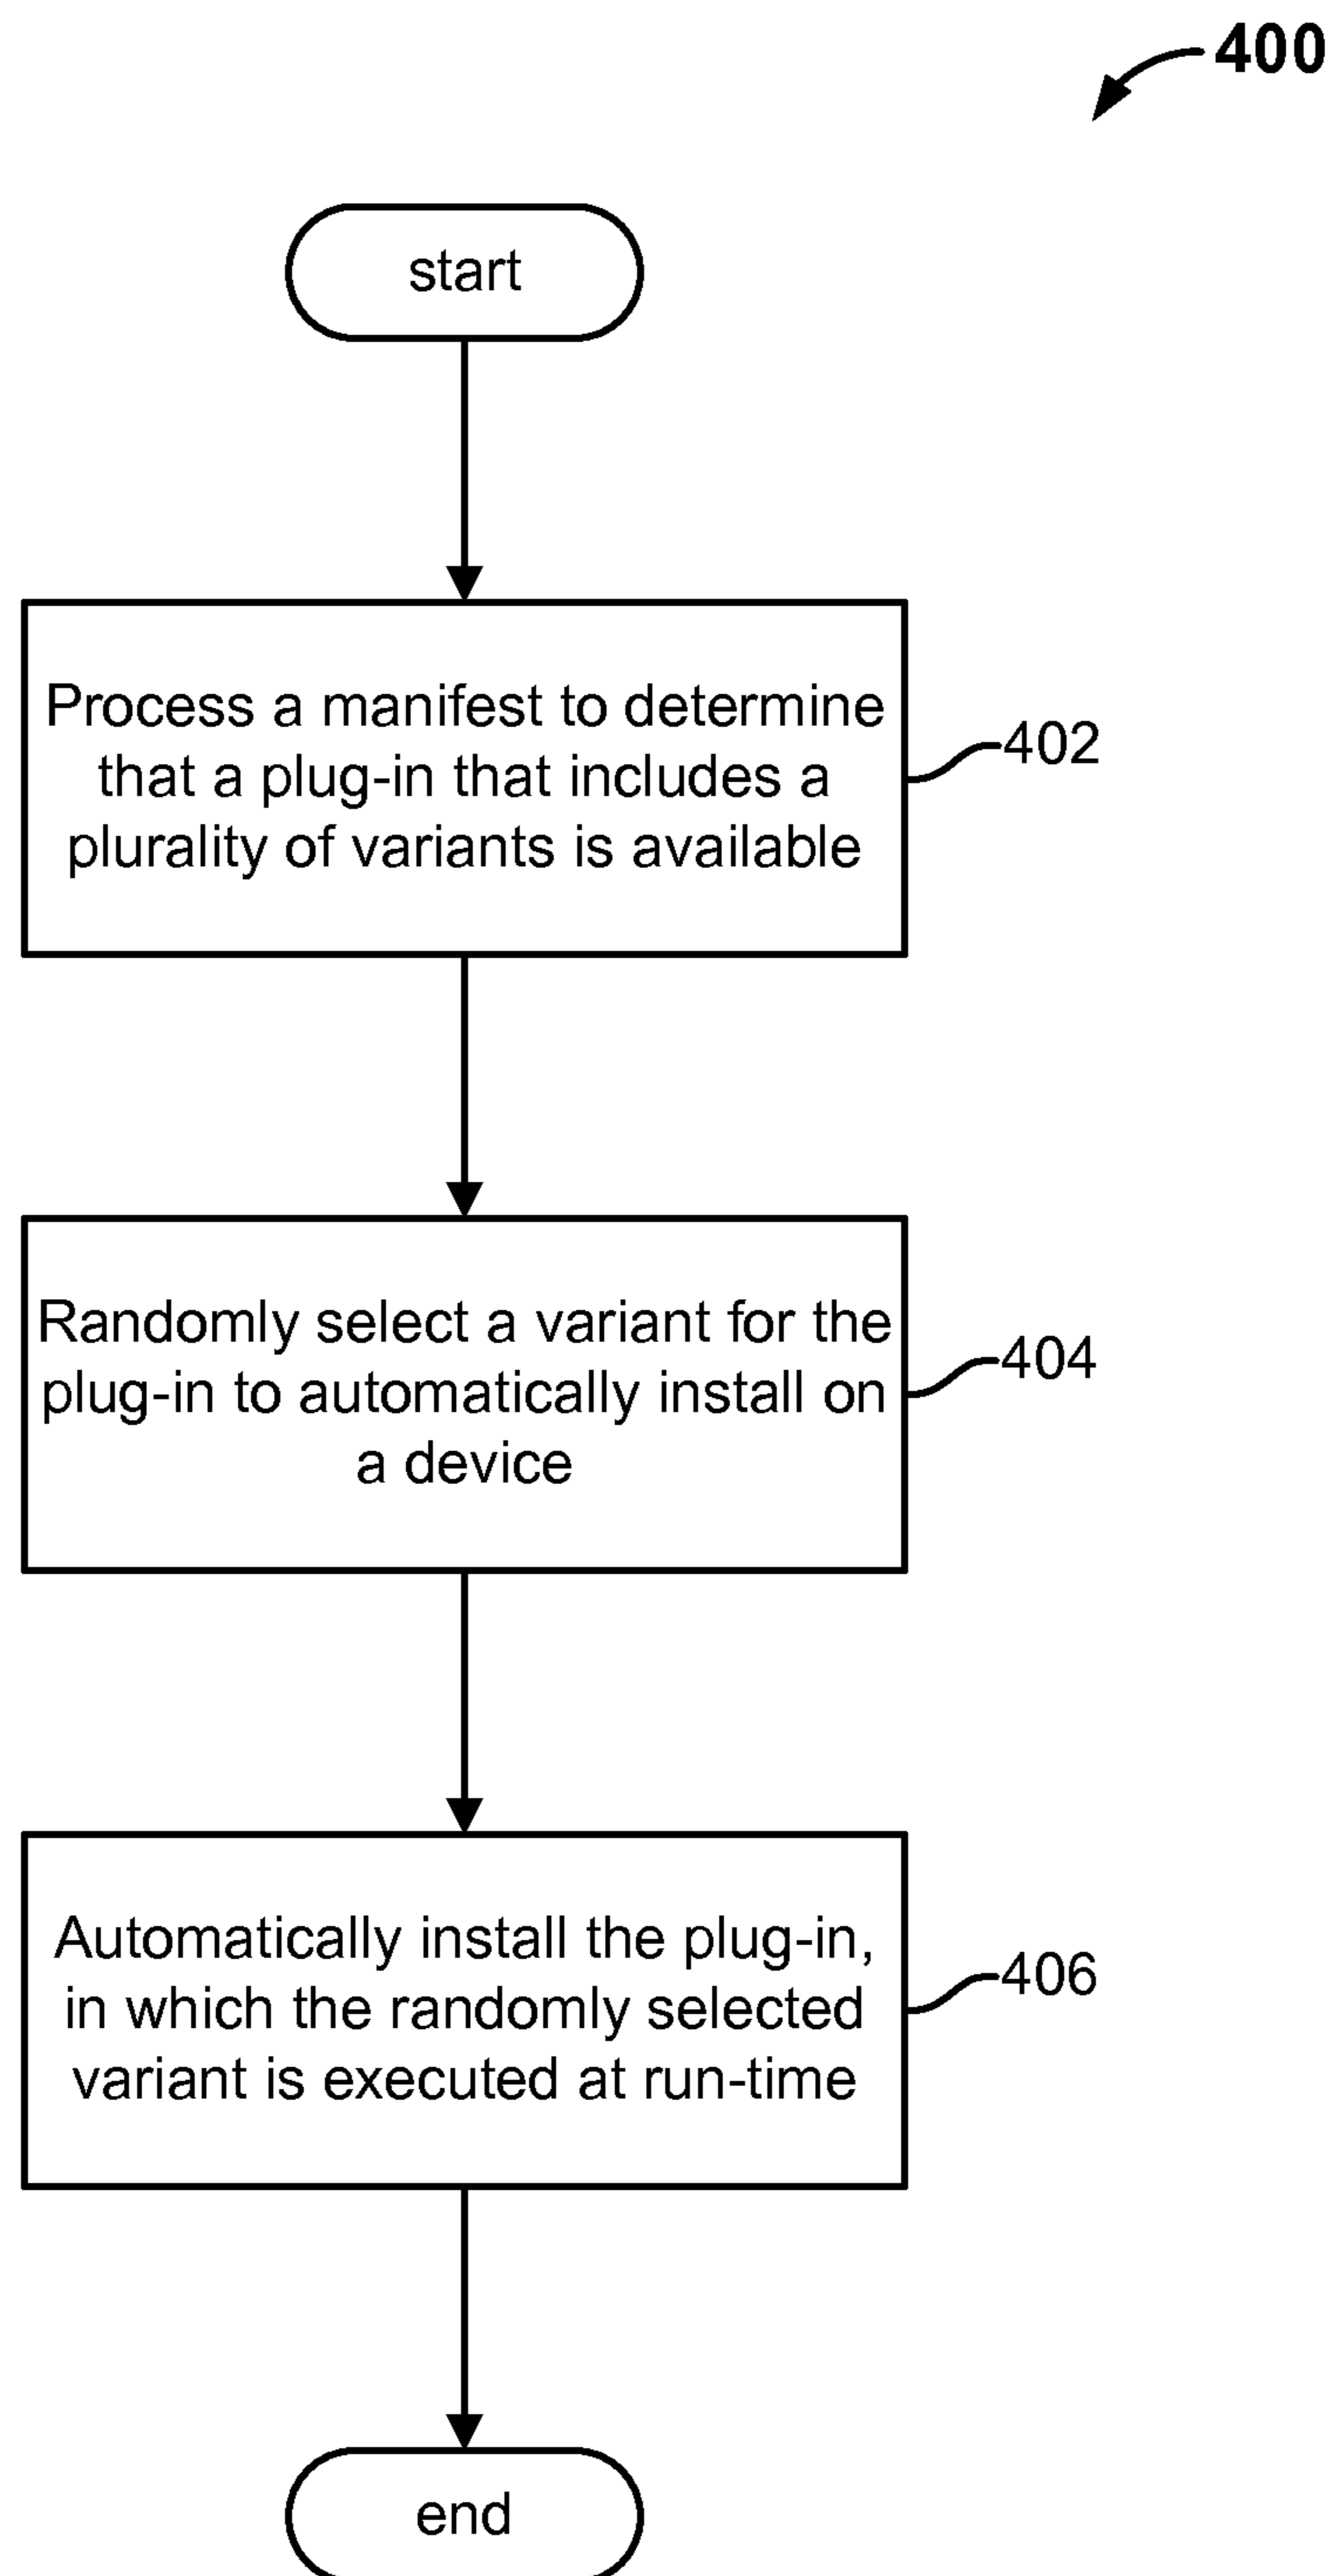 400
start
Process a manifest to determine
that a plug-in that includes a
plurality of variants is available
402
Randomly select a variant for the
plug-in to automatically install on
a device
404
Automatically install the plug-in,
in which the randomly selected
variant is executed at run-time
406
end